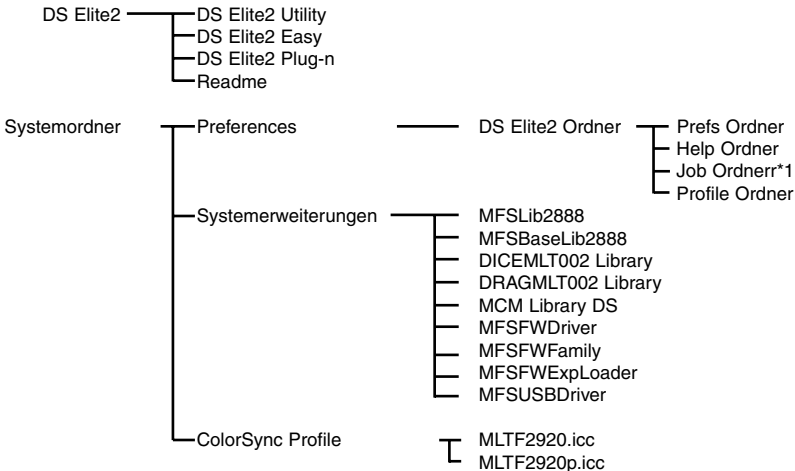 DS Elite2 DS Elite2 Utility
DS Elite2 Easy
DS Elite2 Plug-n
Readme
Systemordner Preferences DS Elite2 Ordner Prefs Ordner
Help Ordner
Job Ordnerr*1
Profile Ordner
Systemerweiterungen MFSLib2888
MFSBaseLib2888
DICEMLT002 Library
DRAGMLT002 Library
MCM Library DS
MFSFWDriver
MFSFWFamily
MFSFWExpLoader
MFSUSBDriver
ColorSync Profile MLTF2920.icc
MLTF2920p.icc